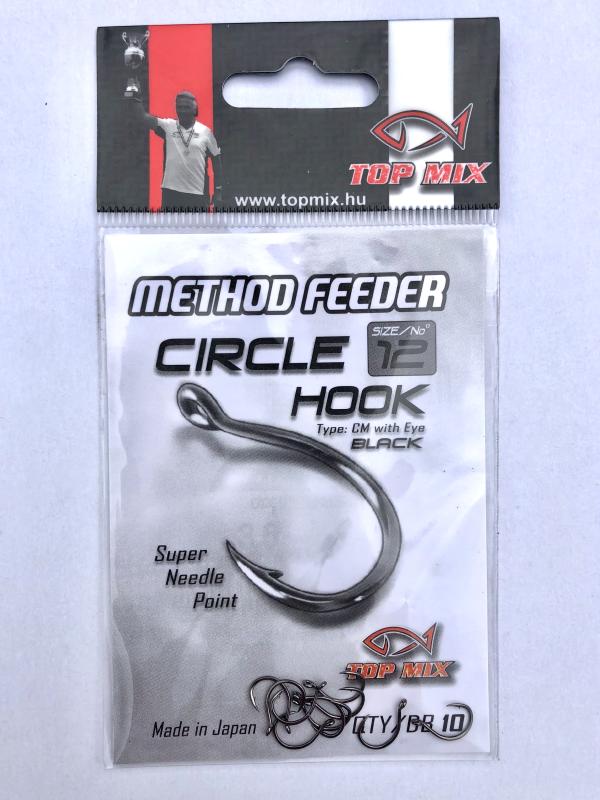 TOP MIX
www.topmix.hu
METHOD FEEDER
CIRCLE
SIZE/No°
12
HOOK
Type: CM with Eye
BLACK
Super
Needle
Point
TOP MIX
Made in Japan
QTY/DB 10